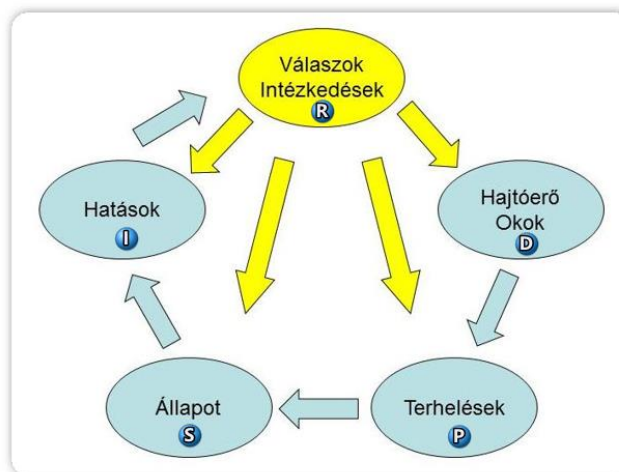 Válaszok
Intézkedések
R
Hatások
I
Hajtóerő
Okok
D
Állapot
S
Terhelések
P